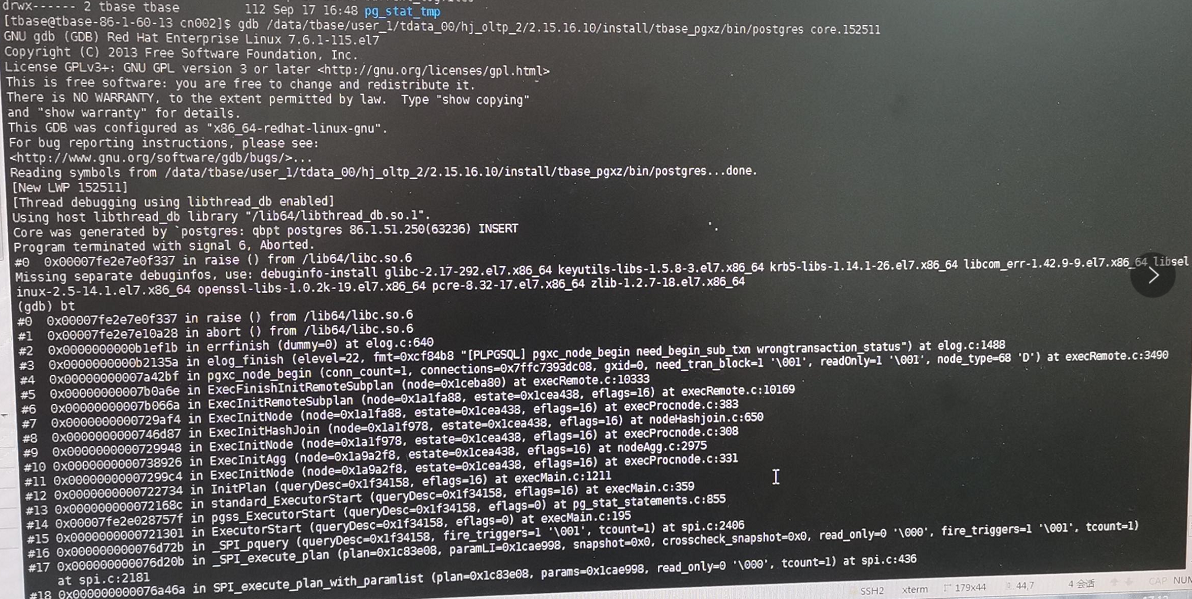 drwx------ 2 tbase tbase        112 Sep 17 16:48 pg_stat_tmp
[tbase@tbase-86-1-60-13 cn002]$ gdb /data/tbase/user_1/tdata_00/hj_oltp_2/2.15.16.10/install/tbase_pgxz/bin/postgres core.152511
GNU gdb (GDB) Red Hat Enterprise Linux 7.6.1-115.el7
Copyright (C) 2013 Free Software Foundation, Inc.
License GPLv3+: GNU GPL version 3 or later <http://gnu.org/licenses/gpl.html>
This is free software: you are free to change and redistribute it.
There is NO WARRANTY, to the extent permitted by law.  Type "show copying"
and "show warranty" for details.
This GDB was configured as "x86_64-redhat-linux-gnu".
For bug reporting instructions, please see:
<http://www.gnu.org/software/gdb/bugs/>...
Reading symbols from /data/tbase/user_1/tdata_00/hj_oltp_2/2.15.16.10/install/tbase_pgxz/bin/postgres...done.
[New LWP 152511]
[Thread debugging using libthread_db enabled]
Using host libthread_db library "/lib64/libthread_db.so.1".
Core was generated by `postgres: qbpt postgres 86.1.51.250(63236) INSERT
Program terminated with signal 6, Aborted.
#0  0x00007fe2e7e0f337 in raise () from /lib64/libc.so.6
Missing separate debuginfos, use: debuginfo-install glibc-2.17-292.el7.x86_64 keyutils-libs-1.5.8-3.el7.x86_64 krb5-libs-1.14.1-26.el7.x86_64 libcom_err-1.42.9-9.el7.x86_64 libsel
inux-2.5-14.1.el7.x86_64 openssl-libs-1.0.2k-19.el7.x86_64 pcre-8.32-17.el7.x86_64 zlib-1.2.7-18.el7.x86_64
(gdb) bt
#0  0x00007fe2e7e0f337 in raise () from /lib64/libc.so.6
#1  0x00007fe2e7e10a28 in abort () from /lib64/libc.so.6
#2  0x0000000000b1ef1b in errfinish (dummy=0) at elog.c:640
#3  0x0000000000b2135a in elog_finish (elevel=22, fmt=0xcf84b8 "[PLPGSQL] pgxc_node_begin need_begin_sub_txn wrongtransaction_status") at elog.c:1488
#4  0x00000000007a42bf in pgxc_node_begin (conn_count=1, connections=0x7ffc7393dc08, gxid=0, need_tran_block=1 '\001', readOnly=1 '\001', node_type=68 'D') at execRemote.c:3490
#5  0x00000000007b0a6e in ExecFinishInitRemoteSubplan (node=0x1ceba80) at execRemote.c:10333
#6  0x00000000007b066a in ExecInitRemoteSubplan (node=0x1a1fa88, estate=0x1cea438, eflags=16) at execRemote.c:10169
#7  0x0000000000729af4 in ExecInitNode (node=0x1a1fa88, estate=0x1cea438, eflags=16) at execProcnode.c:383
#8  0x0000000000746d87 in ExecInitHashJoin (node=0x1a1f978, estate=0x1cea438, eflags=16) at nodeHashjoin.c:650
#9  0x0000000000729948 in ExecInitNode (node=0x1a1f978, estate=0x1cea438, eflags=16) at execProcnode.c:308
#10 0x0000000000738926 in ExecInitAgg (node=0x1a9a2f8, estate=0x1cea438, eflags=16) at nodeAgg.c:2975
#11 0x00000000007299c4 in ExecInitNode (node=0x1a9a2f8, estate=0x1cea438, eflags=16) at execProcnode.c:331
#12 0x0000000000722734 in InitPlan (queryDesc=0x1f34158, eflags=16) at execMain.c:1211
#13 0x000000000072168c in standard_ExecutorStart (queryDesc=0x1f34158, eflags=16) at execMain.c:359
#14 0x00007fe2e028757f in pgss_ExecutorStart (queryDesc=0x1f34158, eflags=0) at pg_stat_statements.c:855
#15 0x0000000000721301 in ExecutorStart (queryDesc=0x1f34158, eflags=0) at execMain.c:195
#16 0x000000000076d72b in _SPI_pquery (queryDesc=0x1f34158, fire_triggers=1 '\001', tcount=1) at spi.c:2406
#17 0x000000000076d20b in _SPI_execute_plan (plan=0x1c83e08, paramLI=0x1cae998, snapshot=0x0, crosscheck_snapshot=0x0, read_only=0 '\000', fire_triggers=1 '\001', tcount=1)
    at spi.c:2181
#18 0x000000000076a46a in SPI_execute_plan_with_paramlist (plan=0x1c83e08, params=0x1cae998, read_only=0 '\000', tcount=1) at spi.c:436
SSH2 xterm 179x44 44,7 4 会话 CAP NUM